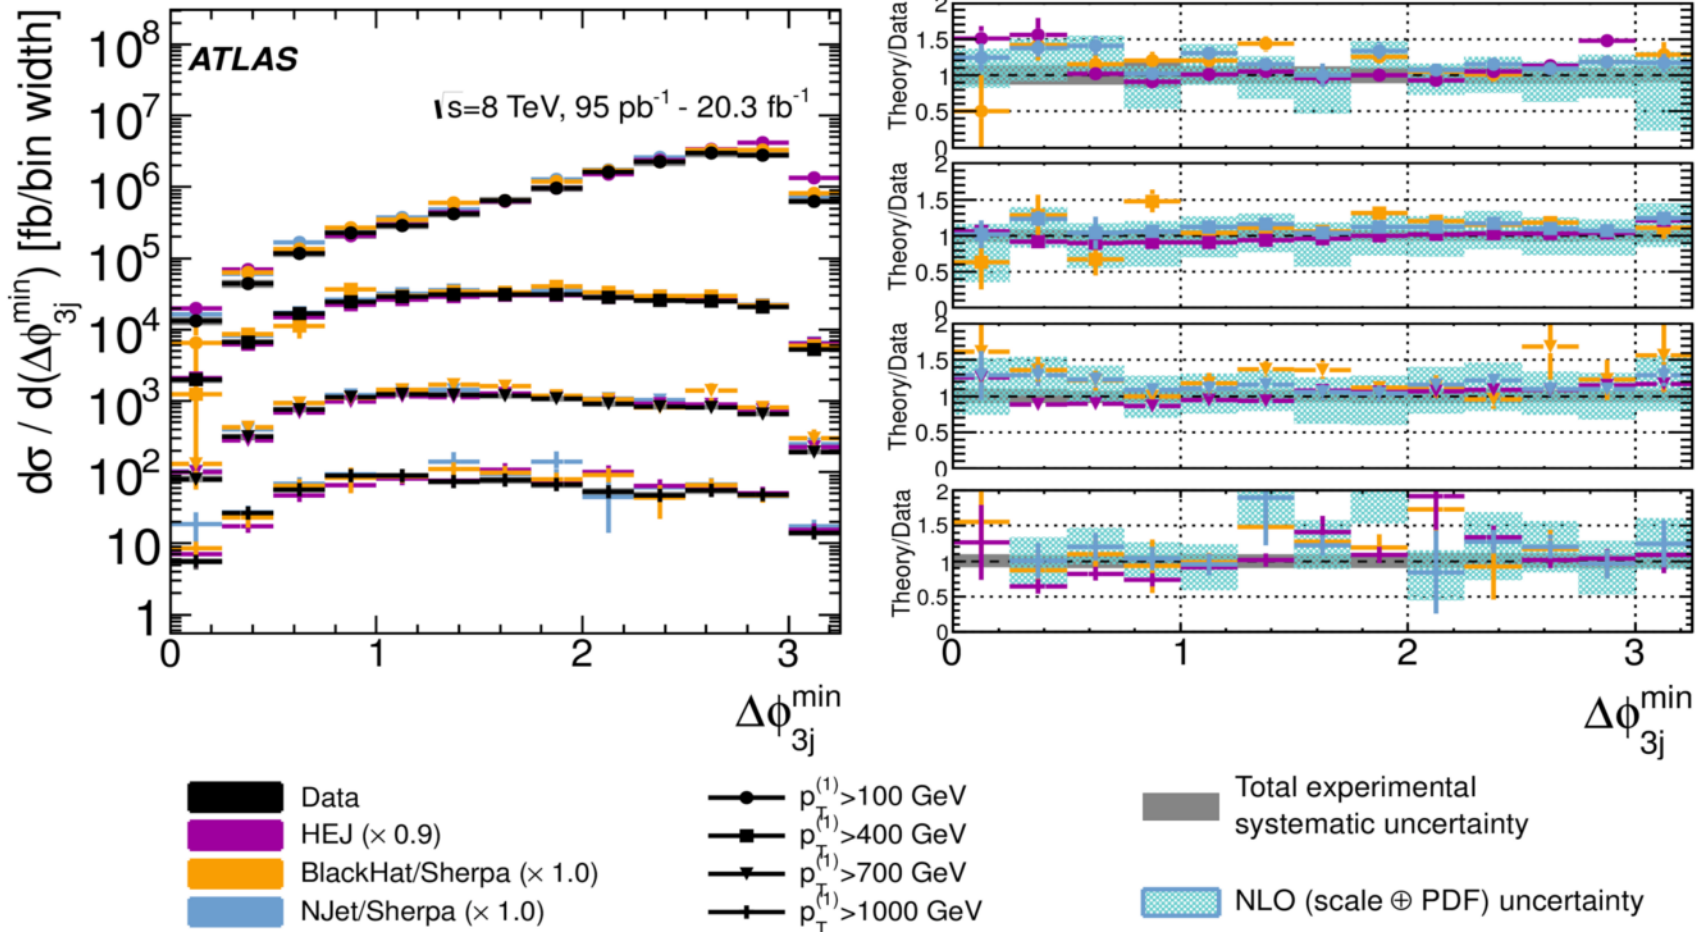 dσ / d(Δϕ₃ⱼᵐⁱⁿ) [fb/bin width]
10⁸
10⁷
10⁶
10⁵
10⁴
10³
10²
10
1
ATLAS
√s=8 TeV, 95 pb⁻¹ - 20.3 fb⁻¹
0 1 2 3
Δϕ₃ⱼᵐⁱⁿ
Theory/Data
2
1.5
1
0.5
0
Theory/Data
2
1.5
1
0.5
0
Theory/Data
2
1.5
1
0.5
0
Theory/Data
2
1.5
1
0.5
0
0 1 2 3
Δϕ₃ⱼᵐⁱⁿ
Data
HEJ (× 0.9)
BlackHat/Sherpa (× 1.0)
NJet/Sherpa (× 1.0)
p_T⁽¹⁾>100 GeV
p_T⁽¹⁾>400 GeV
p_T⁽¹⁾>700 GeV
p_T⁽¹⁾>1000 GeV
Total experimental
systematic uncertainty
NLO (scale ⊕ PDF) uncertainty